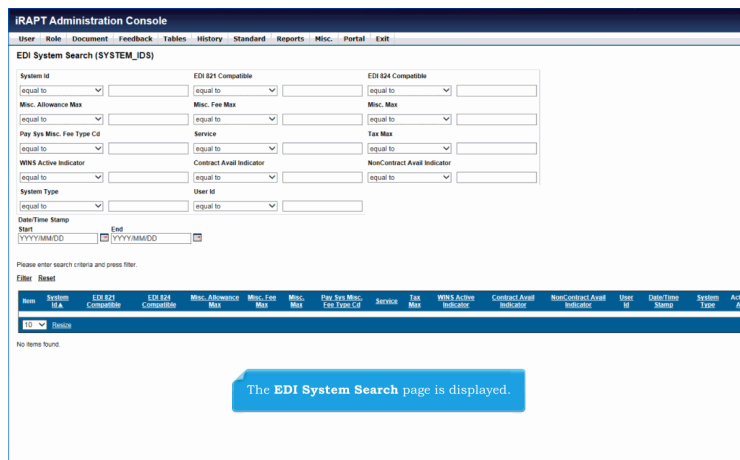 iRAPT Administration Console
User Role Document Feedback Tables History Standard Reports Misc. Portal Exit
EDI System Search (SYSTEM_IDS)
System Id EDI 821 Compatible EDI 824 Compatible
equal to equal to equal to
Misc. Allowance Max Misc. Fee Max Misc. Max
equal to equal to equal to
Pay Sys Misc. Fee Type Cd Service Tax Max
equal to equal to equal to
WINS Active Indicator Contract Avail Indicator NonContract Avail Indicator
equal to equal to equal to
System Type User Id
equal to equal to
Date/Time Stamp
Start End
YYYY/MM/DD YYYY/MM/DD
Please enter search criteria and press filter.
Filter Reset
Item System Id▲ EDI 821 Compatible EDI 824 Compatible Misc. Allowance Max Misc. Fee Max Misc. Max Pay Sys Misc. Fee Type Cd Service Tax Max WINS Active Indicator Contract Avail Indicator NonContract Avail Indicator User Id Date/Time Stamp System Type
10 Resize
No items found.
The EDI System Search page is displayed.